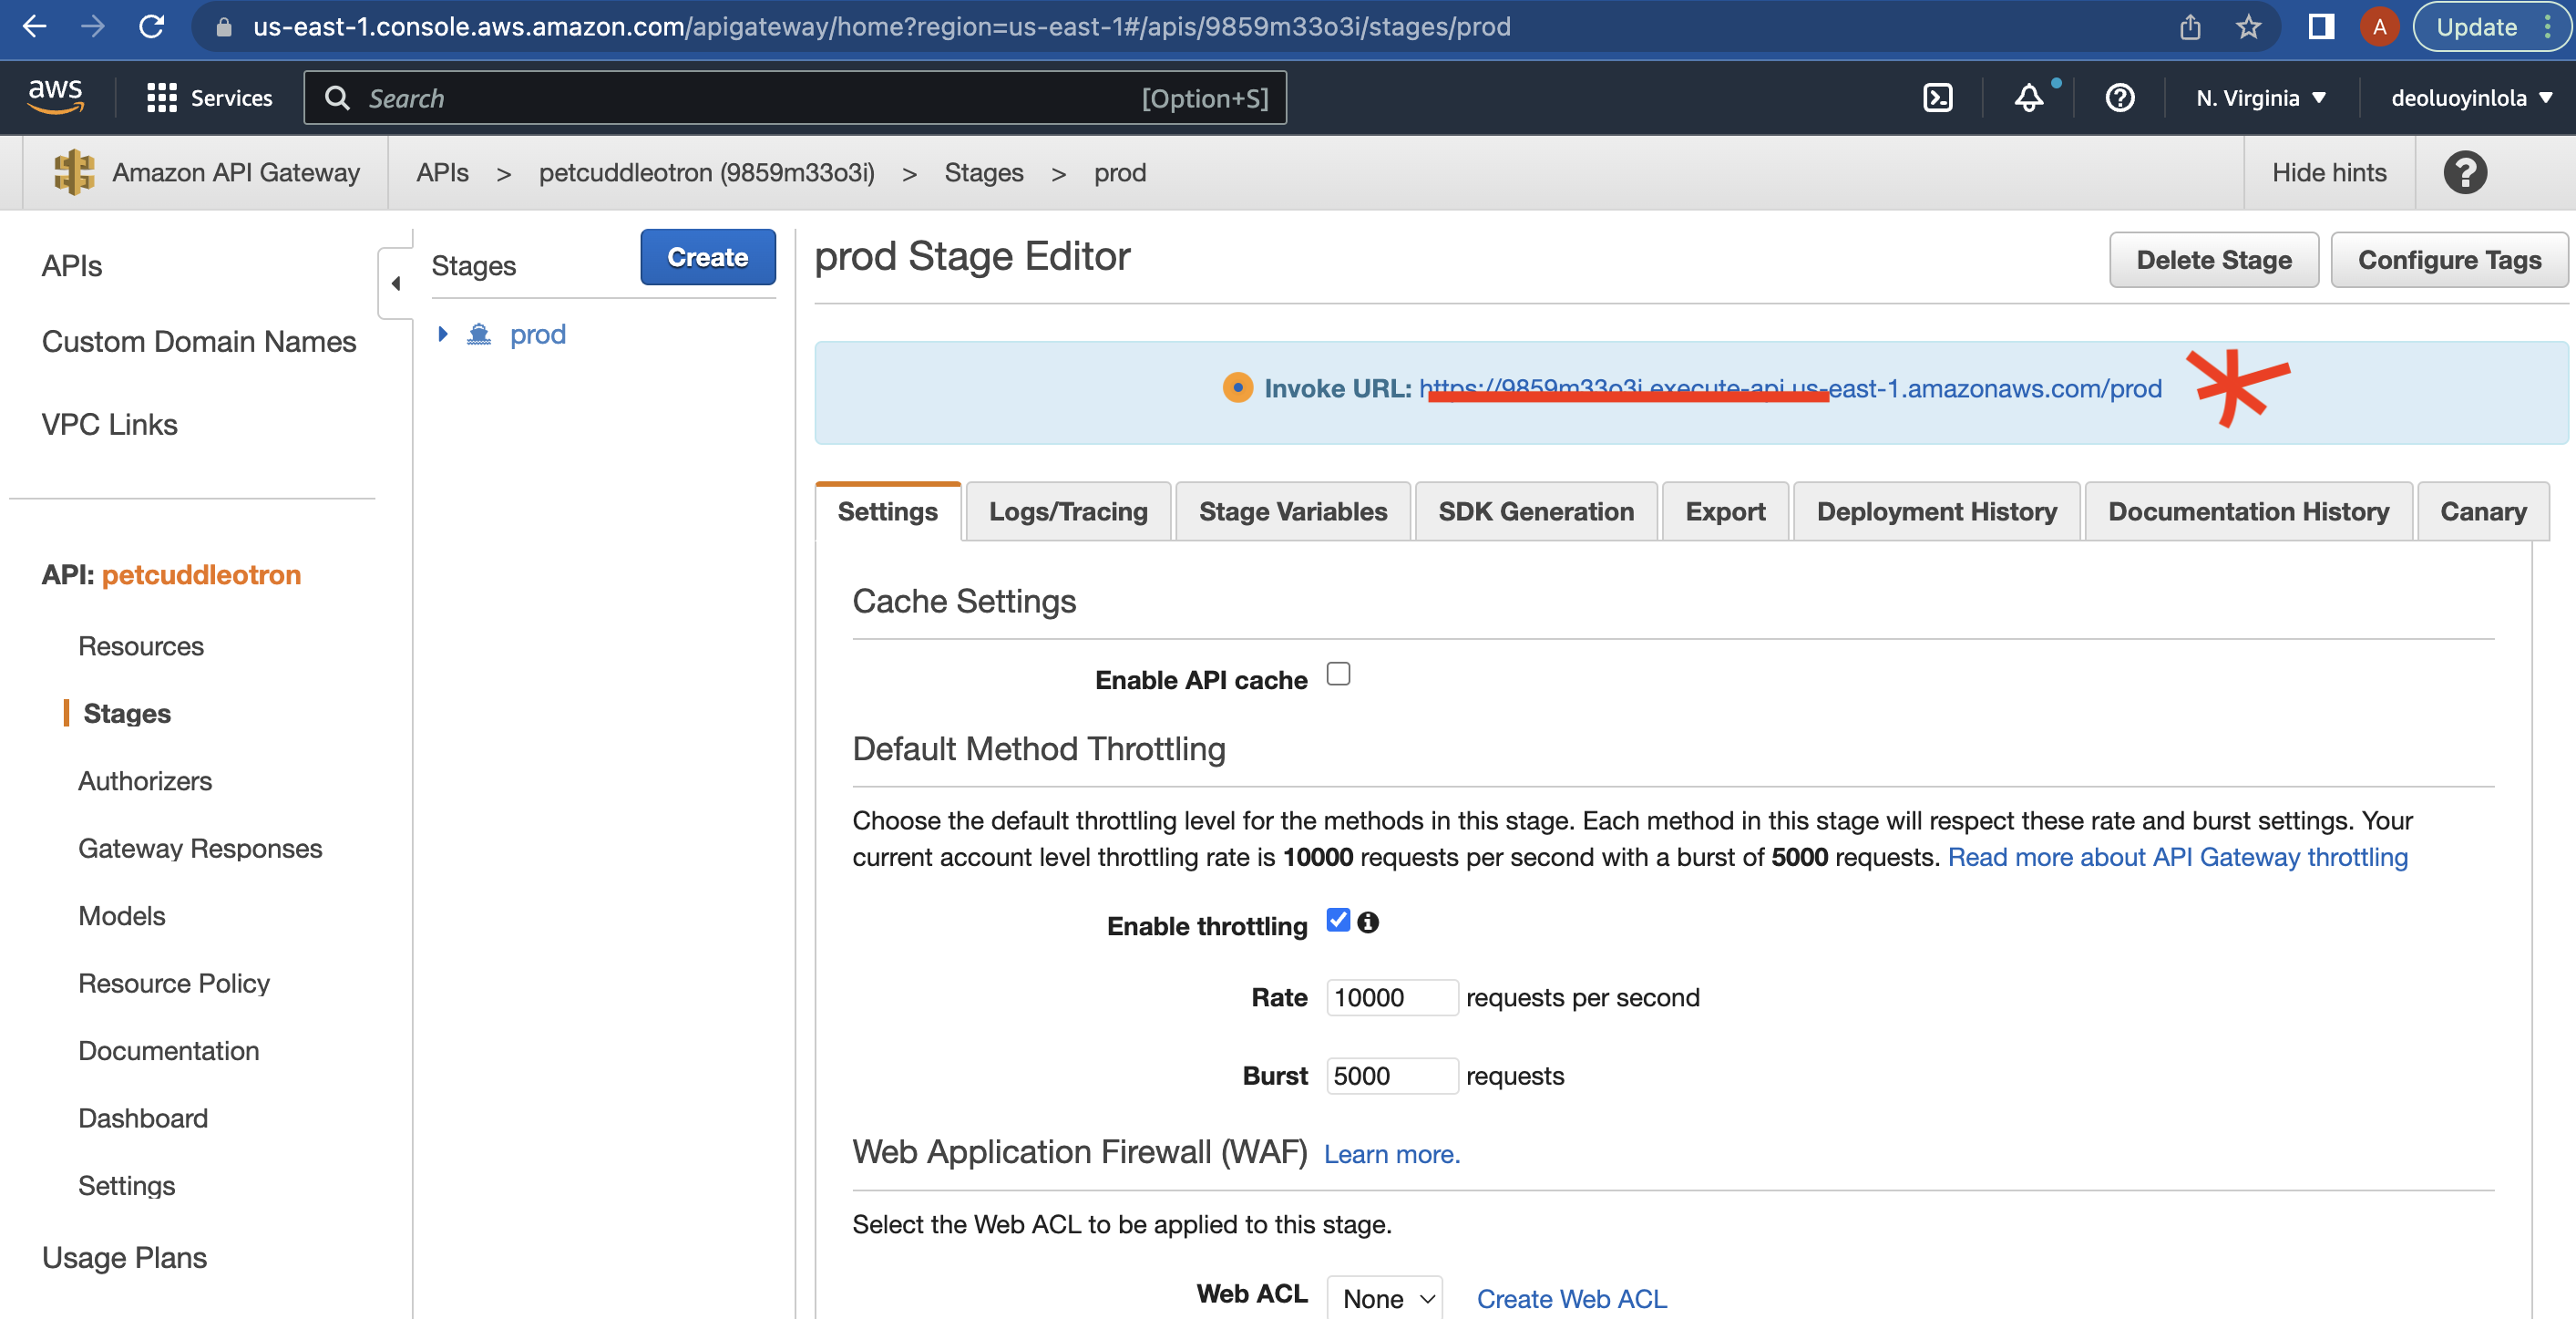 us-east-1.console.aws.amazon.com/apigateway/home?region=us-east-1#/apis/9859m33o3i/stages/prod
A
Update
aws
Services
Search
[Option+S]
N. Virginia
deoluoyinlola
Amazon API Gateway
APIs > petcuddleotron (9859m33o3i) > Stages > prod
Hide hints
APIs
Custom Domain Names
VPC Links
API: petcuddleotron
Resources
Stages
Authorizers
Gateway Responses
Models
Resource Policy
Documentation
Dashboard
Settings
Usage Plans
Stages
Create
prod
prod Stage Editor
Delete Stage
Configure Tags
Invoke URL: https://9859m33o3i.execute-api.us-east-1.amazonaws.com/prod
Settings
Logs/Tracing
Stage Variables
SDK Generation
Export
Deployment History
Documentation History
Canary
Cache Settings
Enable API cache
Default Method Throttling
Choose the default throttling level for the methods in this stage. Each method in this stage will respect these rate and burst settings. Your
current account level throttling rate is 10000 requests per second with a burst of 5000 requests. Read more about API Gateway throttling
Enable throttling
Rate 10000 requests per second
Burst 5000 requests
Web Application Firewall (WAF) Learn more.
Select the Web ACL to be applied to this stage.
Web ACL None Create Web ACL